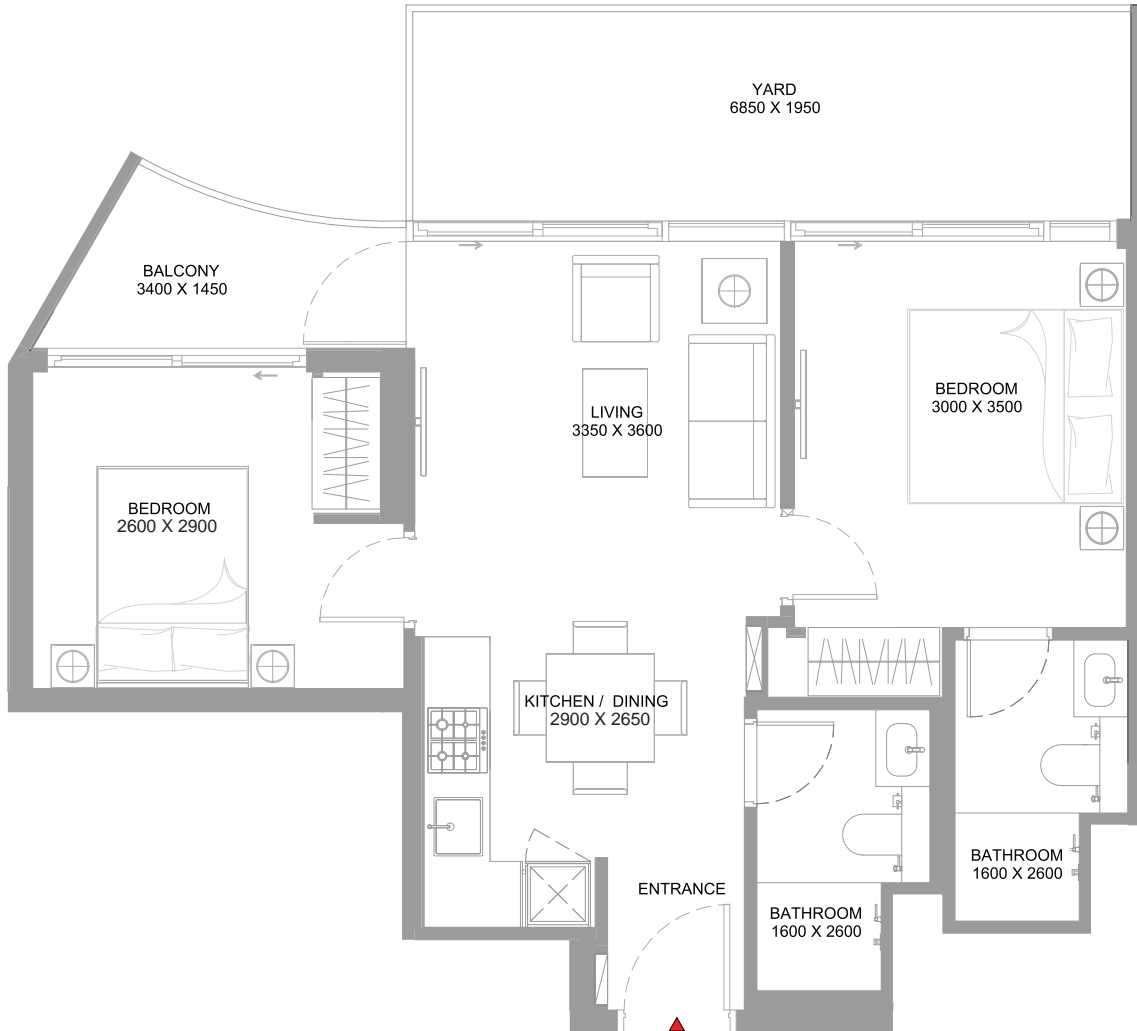 YARD
6850 X 1950
BALCONY
3400 X 1450
BEDROOM
3000 X 3500
LIVING
3350 X 3600
BEDROOM
2600 X 2900
KITCHEN / DINING
2900 X 2650
BATHROOM
1600 X 2600
ENTRANCE
BATHROOM
1600 X 2600